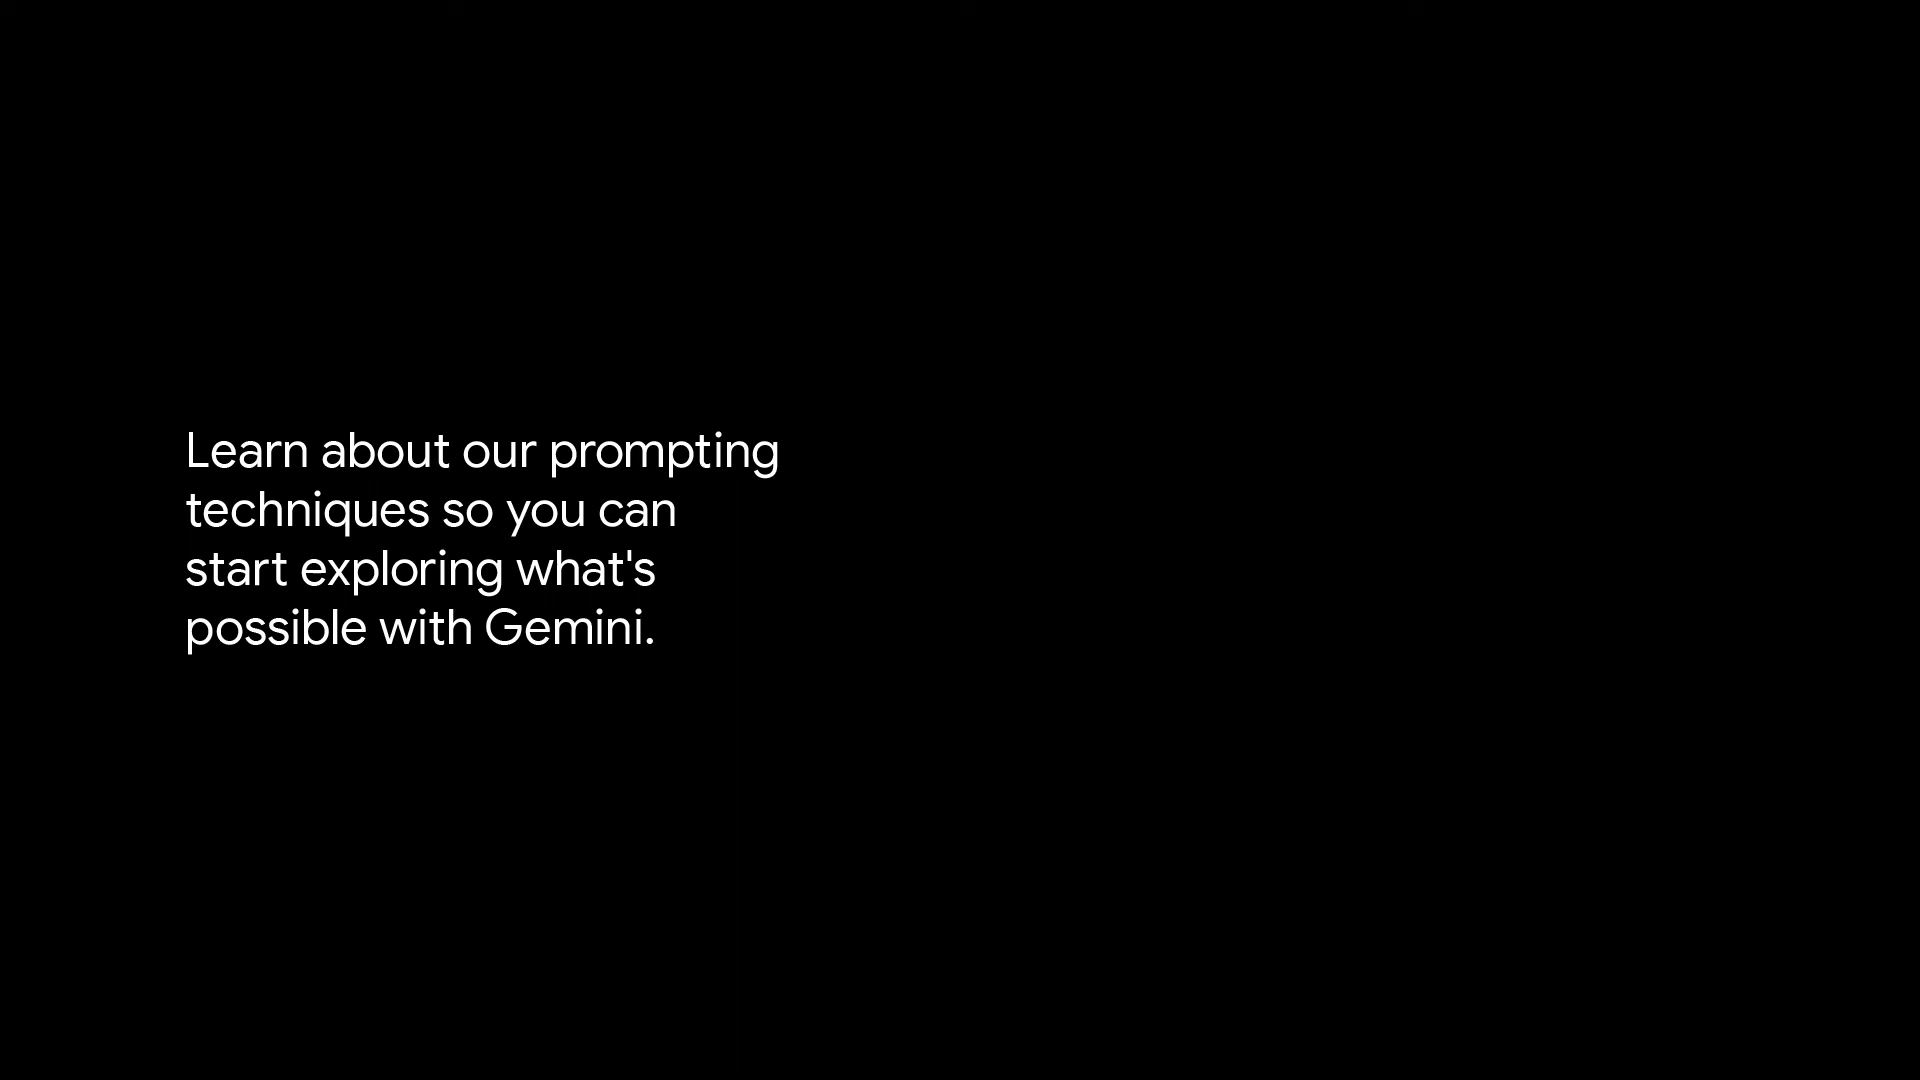 Learn about our prompting
techniques so you can
start exploring what's
possible with Gemini.